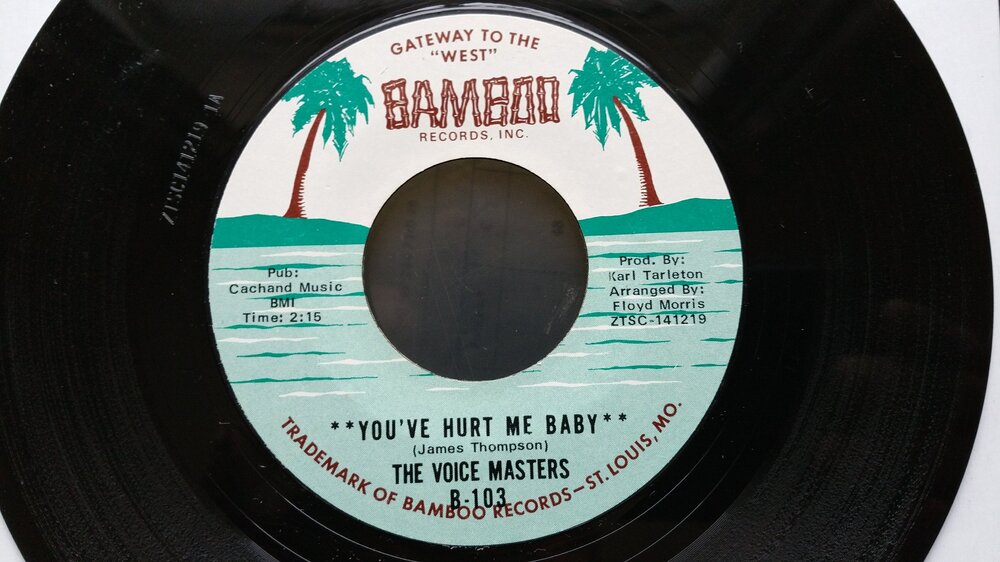 GATEWAY TO THE
"WEST"
BAMBOO
RECORDS, INC.
ZTSC141219 1A
Pub:
Cachand Music
BMI
Time: 2:15
Prod. By:
Karl Tarleton
Arranged By:
Floyd Morris
ZTSC-141219
**YOU'VE HURT ME BABY**
(James Thompson)
THE VOICE MASTERS
B-103
TRADEMARK OF BAMBOO RECORDS—ST. LOUIS, MO.